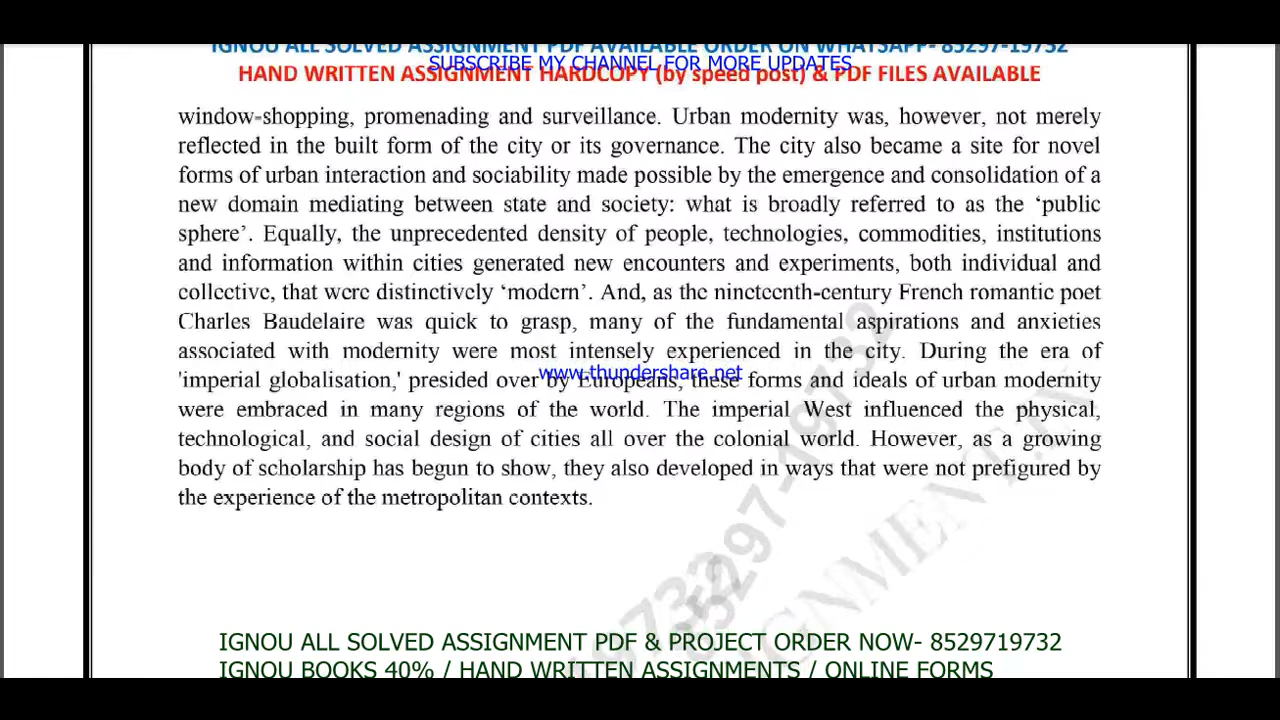 IGNOU ALL SOLVED ASSIGNMENT PDF AVAILABLE ORDER ON WHATSAPP- 85297-19732
SUBSCRIBE MY CHANNEL FOR MORE UPDATES
HAND WRITTEN ASSIGNMENT HARDCOPY (by speed post) & PDF FILES AVAILABLE
window-shopping, promenading and surveillance. Urban modernity was, however, not merely
reflected in the built form of the city or its governance. The city also became a site for novel
forms of urban interaction and sociability made possible by the emergence and consolidation of a
new domain mediating between state and society: what is broadly referred to as the ‘public
sphere’. Equally, the unprecedented density of people, technologies, commodities, institutions
and information within cities generated new encounters and experiments, both individual and
collective, that were distinctively ‘modern’. And, as the nineteenth-century French romantic poet
Charles Baudelaire was quick to grasp, many of the fundamental aspirations and anxieties
associated with modernity were most intensely experienced in the city. During the era of
www.thundershare.net
'imperial globalisation,' presided over by Europeans, these forms and ideals of urban modernity
were embraced in many regions of the world. The imperial West influenced the physical,
technological, and social design of cities all over the colonial world. However, as a growing
body of scholarship has begun to show, they also developed in ways that were not prefigured by
the experience of the metropolitan contexts.
85297-19732
19732
IGNMENT.IN
IGNOU ALL SOLVED ASSIGNMENT PDF & PROJECT ORDER NOW- 8529719732
IGNOU BOOKS 40% / HAND WRITTEN ASSIGNMENTS / ONLINE FORMS